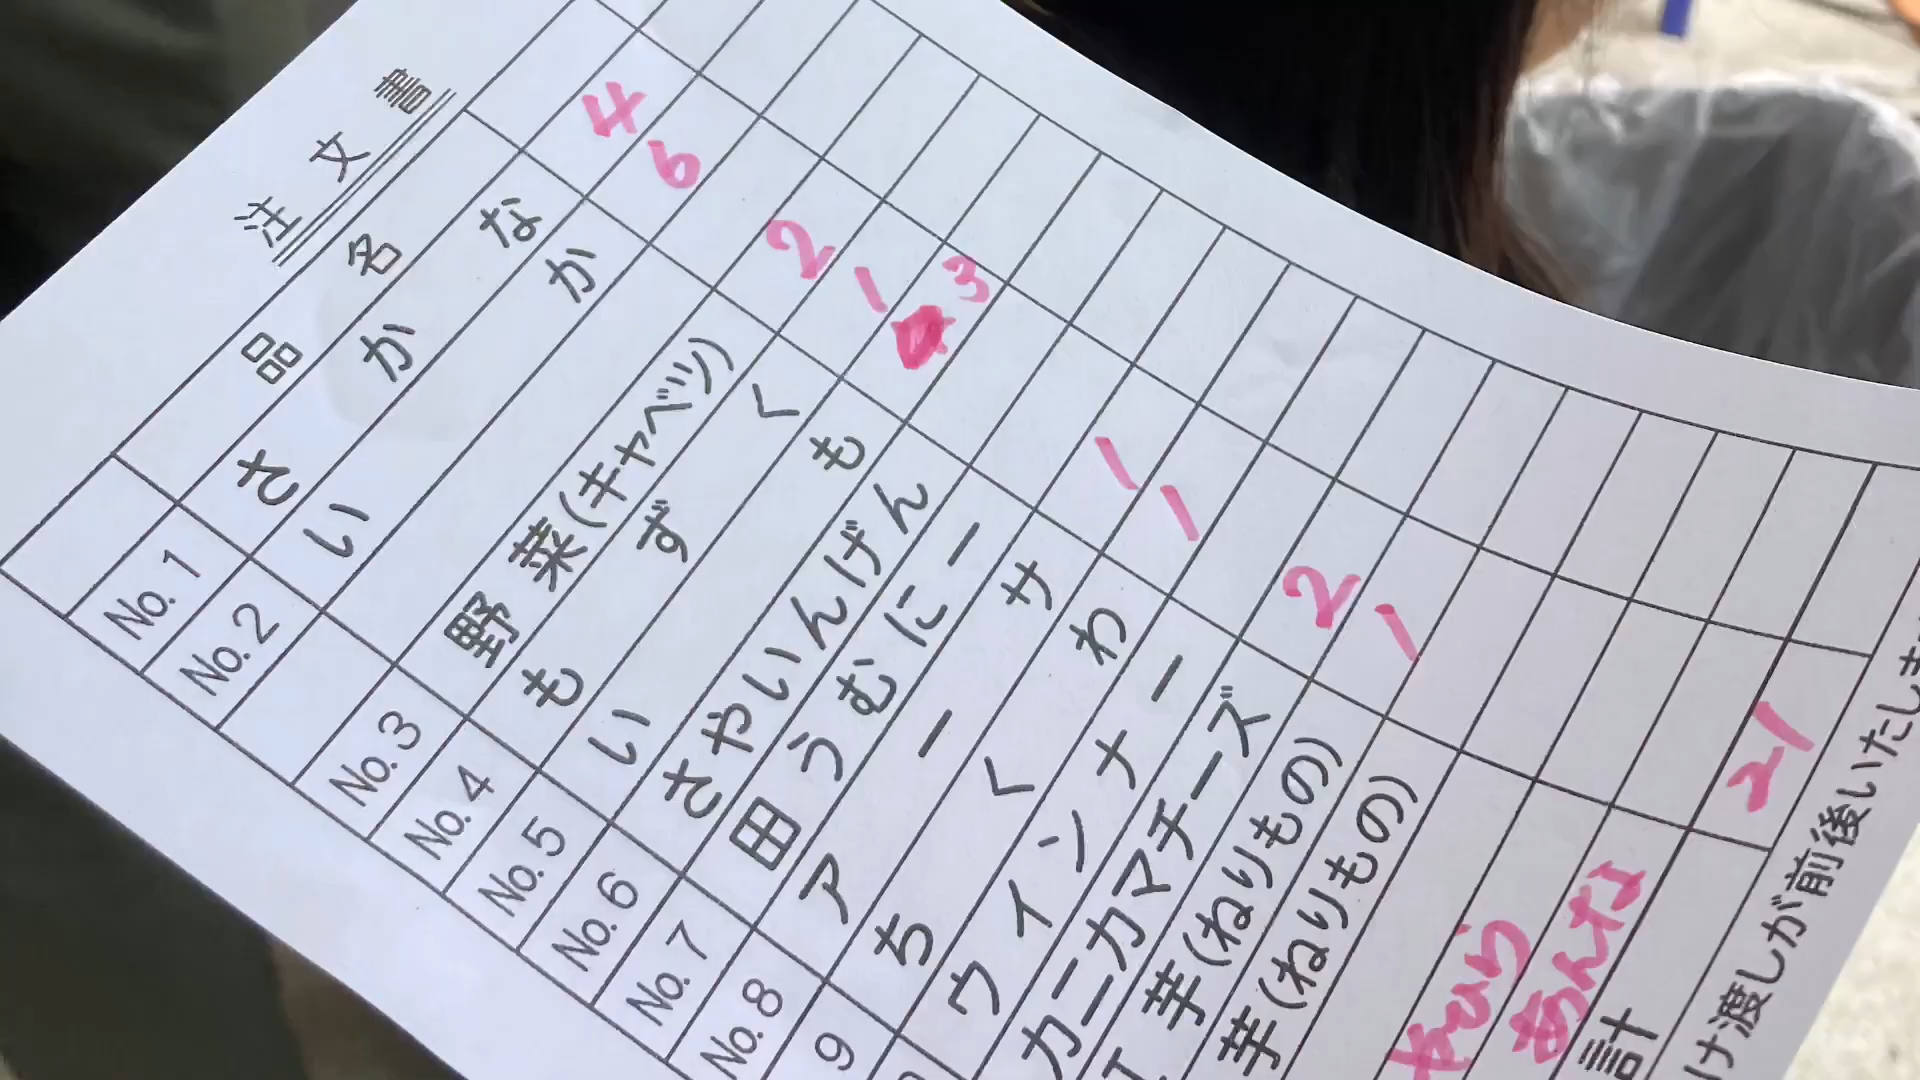 注文書
品名
No.1 さかな 4
No.2 いか 6
No.3 野菜(キャベツ) 2
No.4 もずく 1
No.5 いも 3
No.6 さやいんげん
No.7 田うむにー
No.8 アーサ 1
9 ちくわ 1
ウインナー
カニカマチーズ 2
芋(ねりもの) 1
芋(ねりもの)
計 21
け渡しが前後いたしま